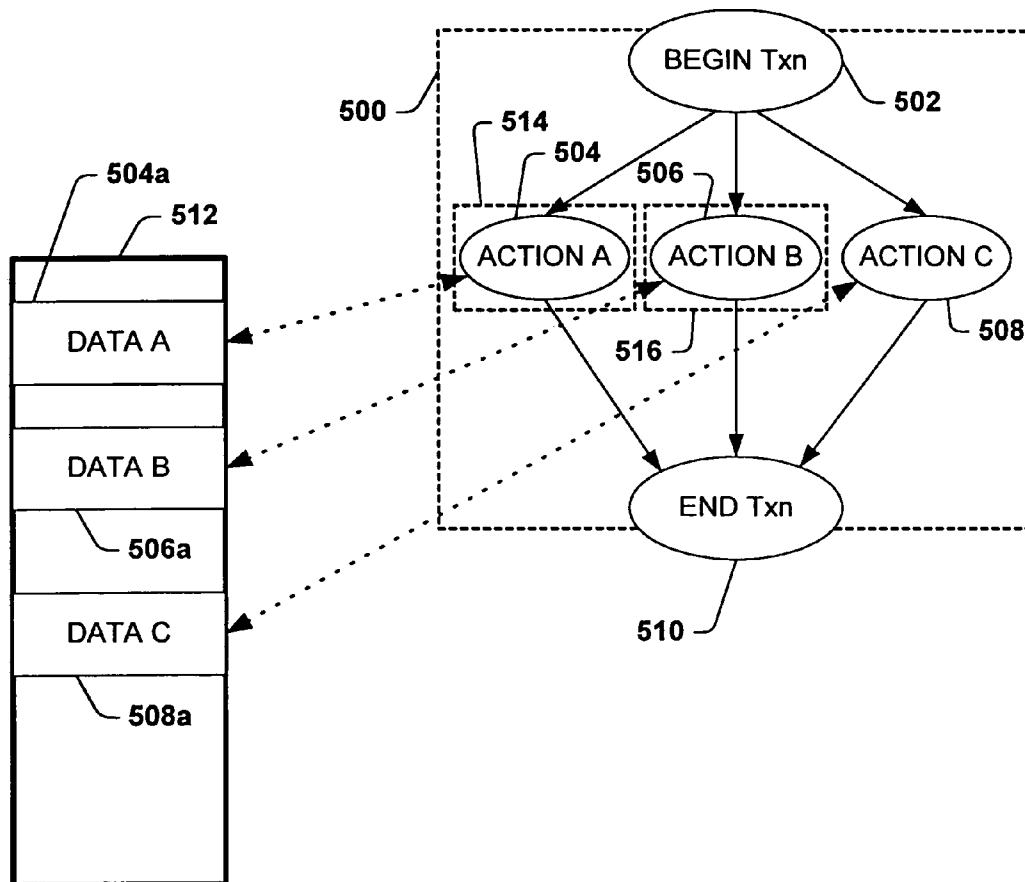 BEGIN Txn
500
502
514
504
506
504a
512
ACTION A
ACTION B
ACTION C
DATA A
516
508
DATA B
END Txn
506a
DATA C
510
508a